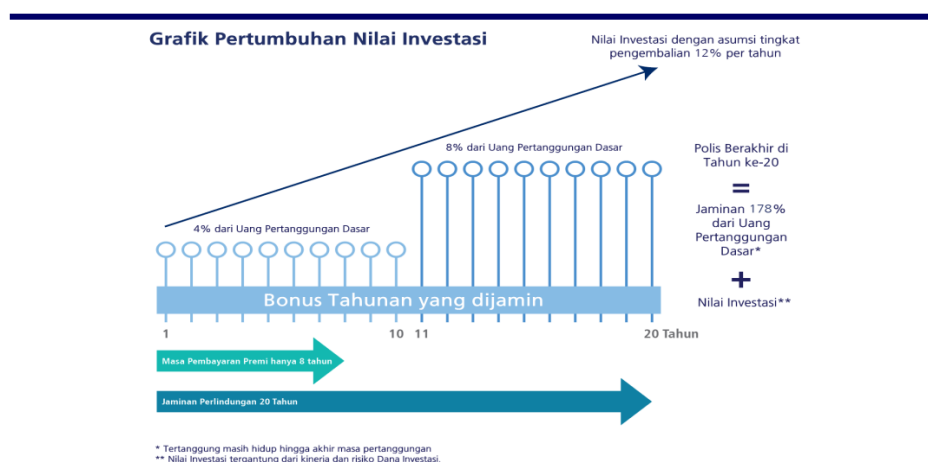 Grafik Pertumbuhan Nilai Investasi
Nilai Investasi dengan asumsi tingkat
pengembalian 12% per tahun
8% dari Uang Pertanggungan Dasar
4% dari Uang Pertanggungan Dasar
Polis Berakhir di
Tahun ke-20
=
Jaminan 178%
dari Uang
Pertanggungan
Dasar*
+
Nilai Investasi**
Bonus Tahunan yang dijamin
1 10 11 20 Tahun
Masa Pembayaran Premi hanya 8 tahun
Jaminan Perlindungan 20 Tahun
* Tertanggung masih hidup hingga akhir masa pertanggungan
** Nilai Investasi tergantung dari kinerja dan risiko Dana Investasi.